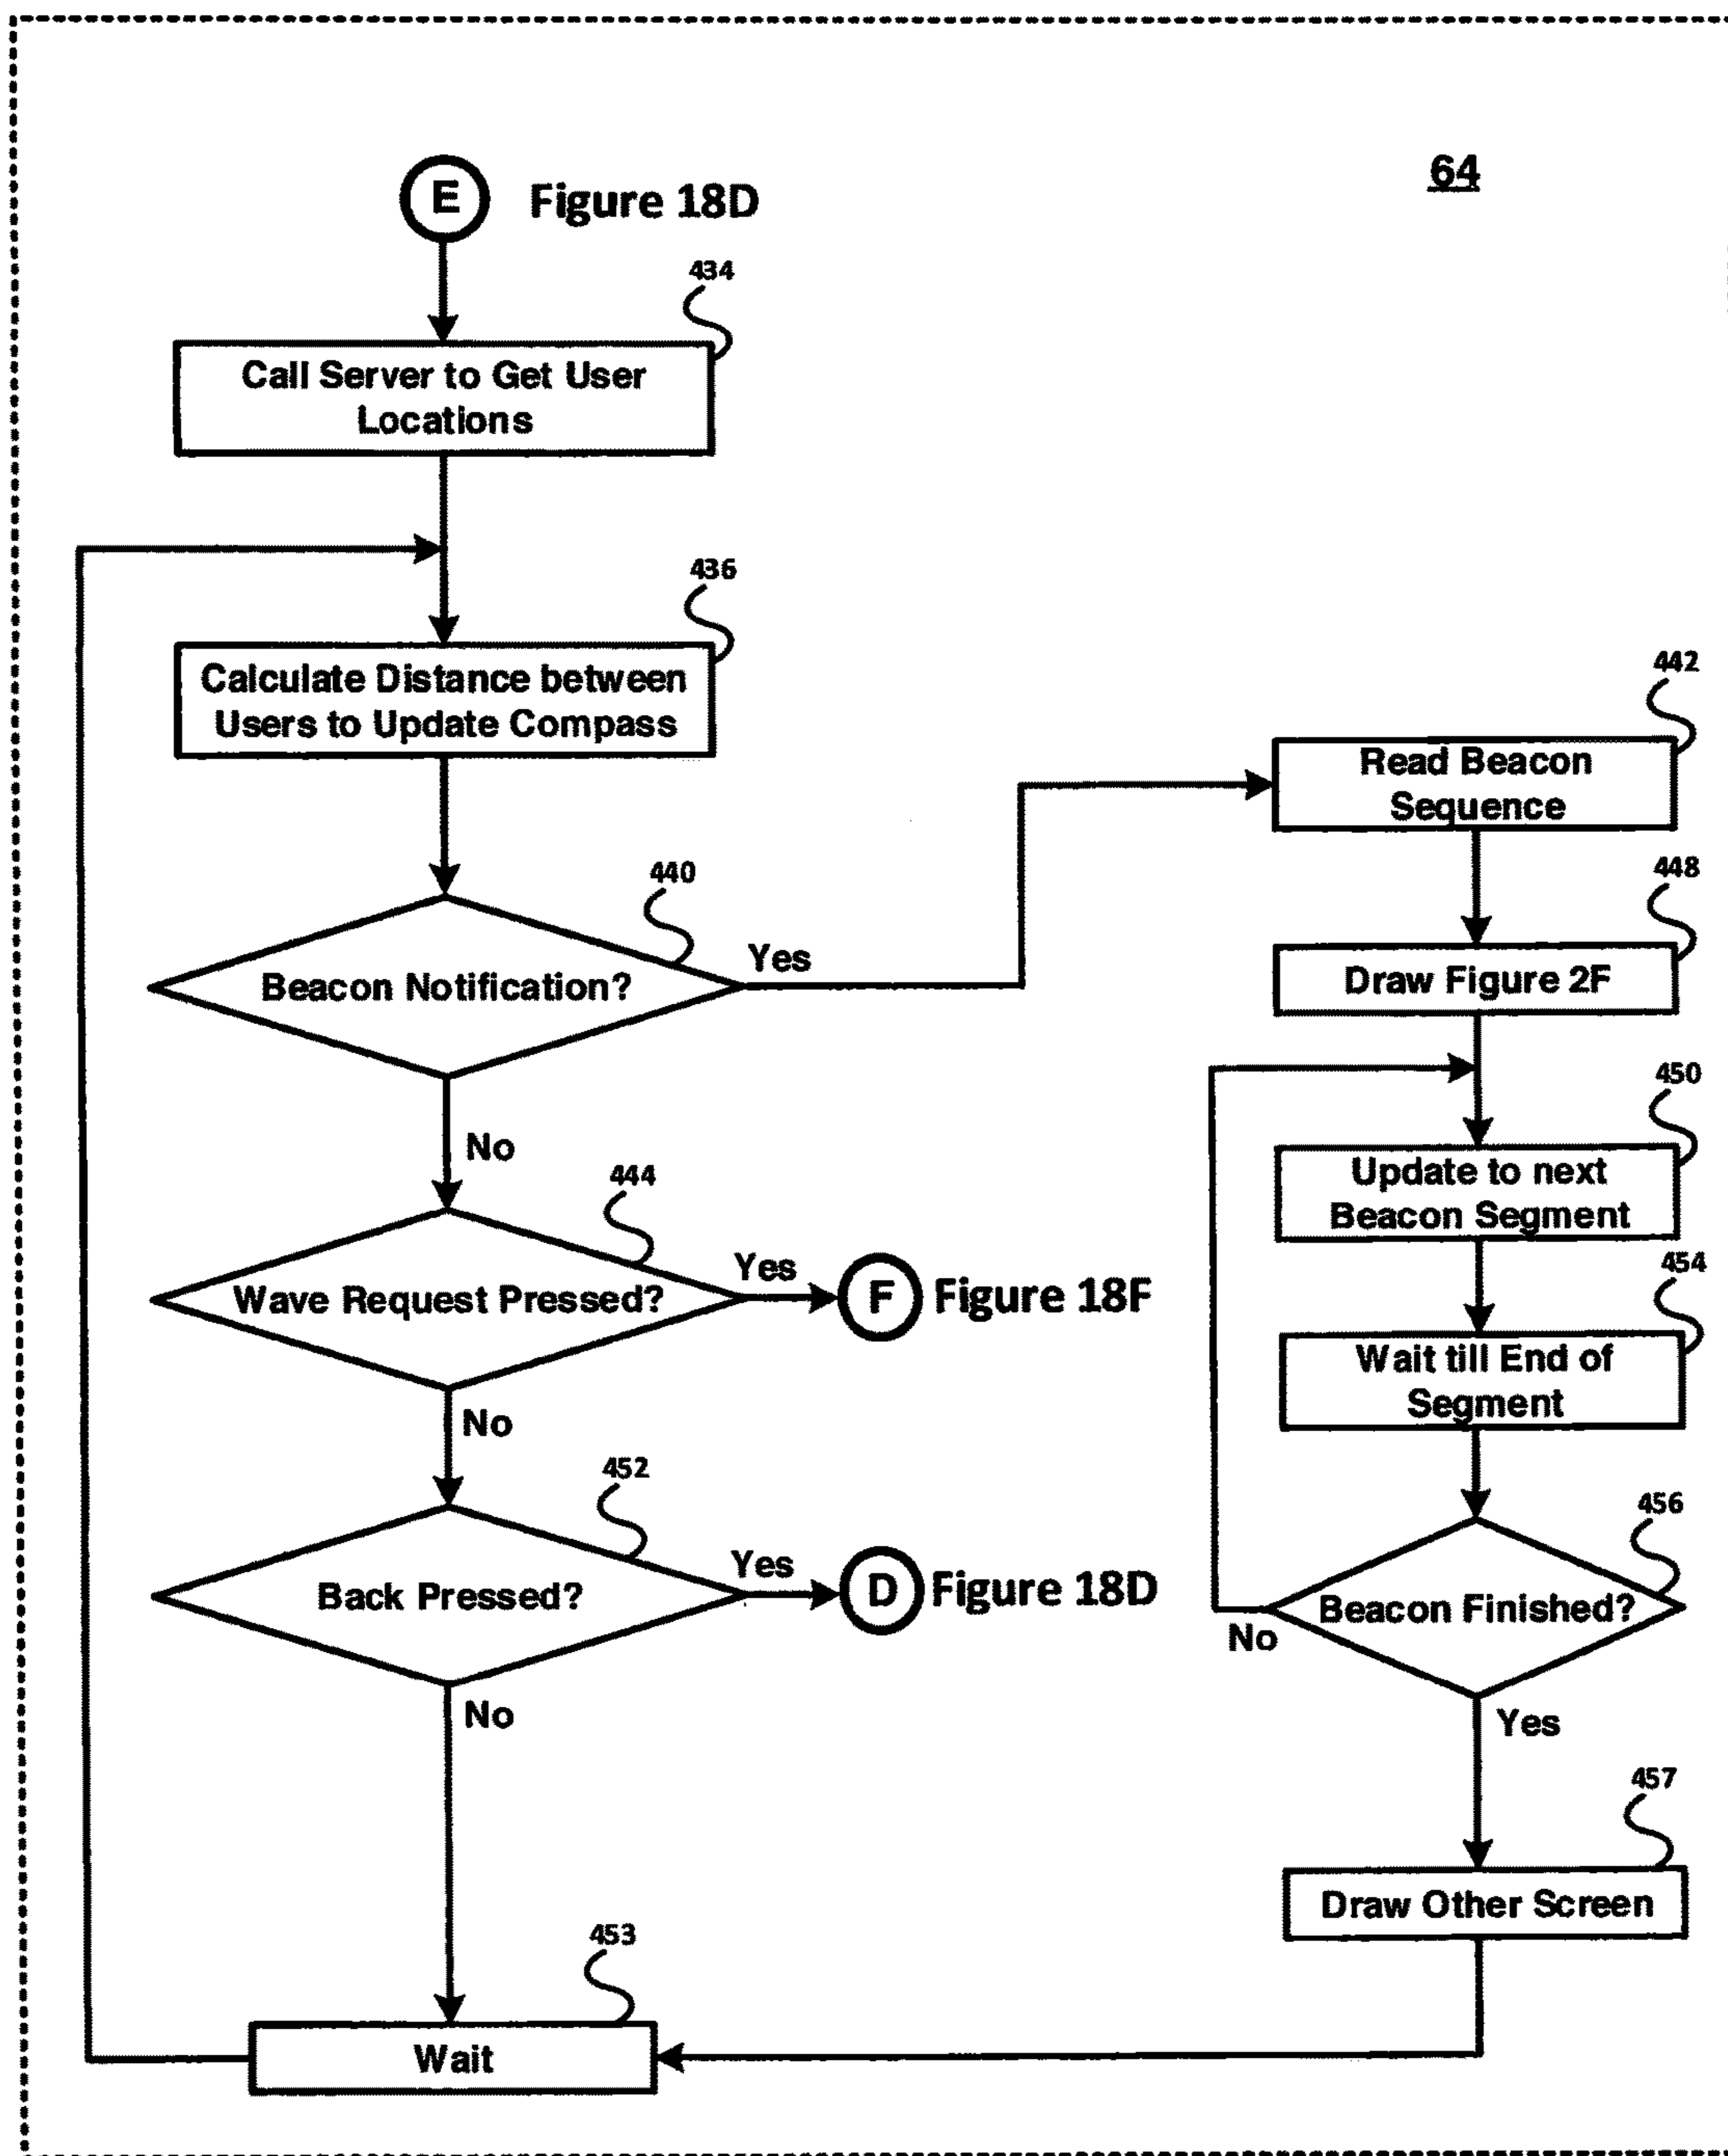 64
E Figure 18D
434
Call Server to Get User
Locations
436
Calculate Distance between
Users to Update Compass
440
Beacon Notification?
Yes
No
444
Wave Request Pressed?
Yes
F Figure 18F
No
452
Back Pressed?
Yes
D Figure 18D
No
453
Wait
442
Read Beacon
Sequence
448
Draw Figure 2F
450
Update to next
Beacon Segment
454
Wait till End of
Segment
456
Beacon Finished?
No
Yes
457
Draw Other Screen